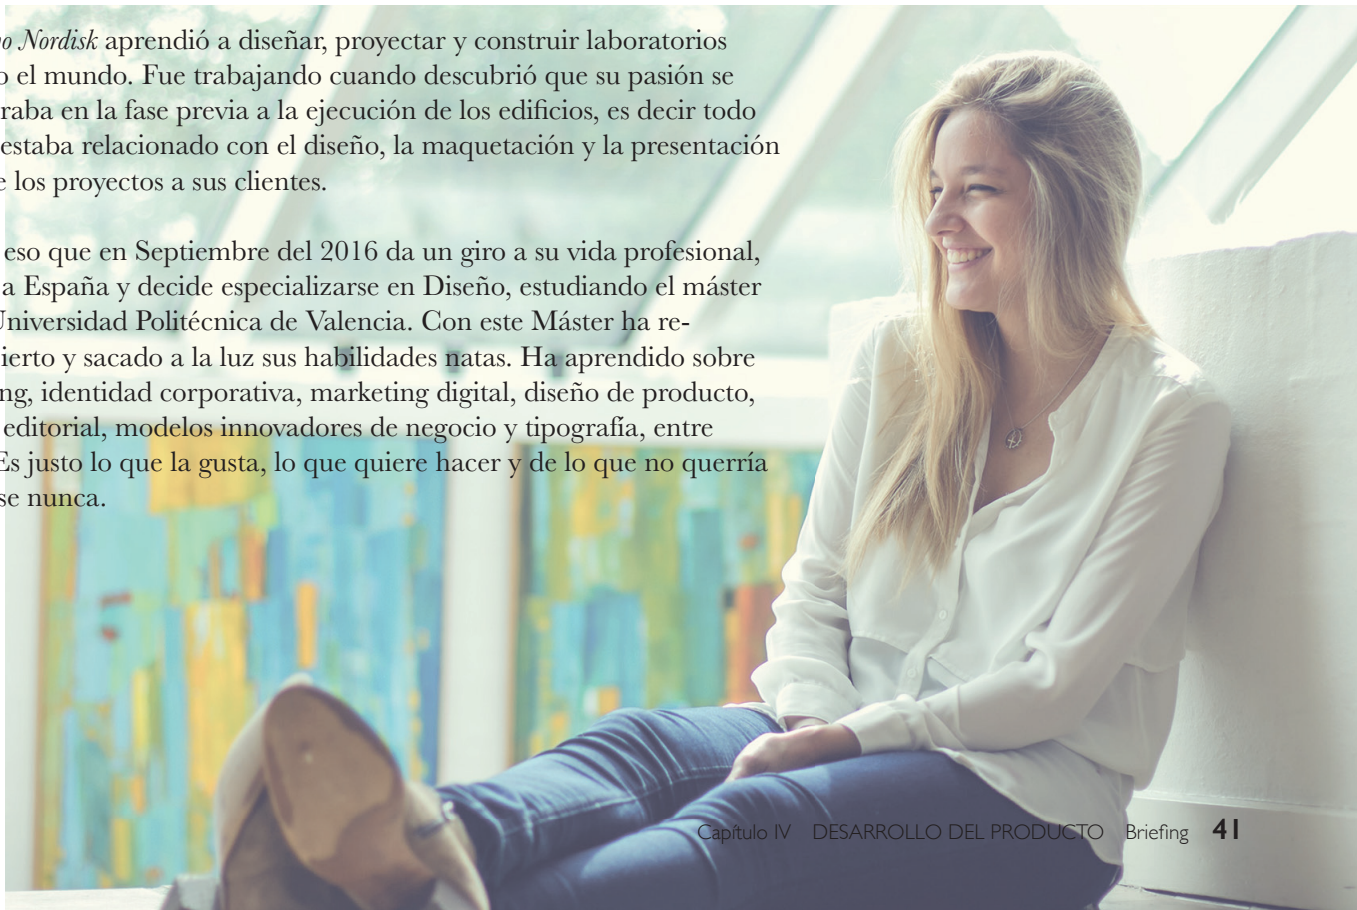 vo Nordisk aprendió a diseñar, proyectar y construir laboratorios
o el mundo. Fue trabajando cuando descubrió que su pasión se
raba en la fase previa a la ejecución de los edificios, es decir todo
estaba relacionado con el diseño, la maquetación y la presentación
e los proyectos a sus clientes.
eso que en Septiembre del 2016 da un giro a su vida profesional,
a España y decide especializarse en Diseño, estudiando el máster
Universidad Politécnica de Valencia. Con este Máster ha re-
ierto y sacado a la luz sus habilidades natas. Ha aprendido sobre
ng, identidad corporativa, marketing digital, diseño de producto,
editorial, modelos innovadores de negocio y tipografía, entre
Es justo lo que la gusta, lo que quiere hacer y de lo que no querría
se nunca.
Capítulo IV DESARROLLO DEL PRODUCTO Briefing 41